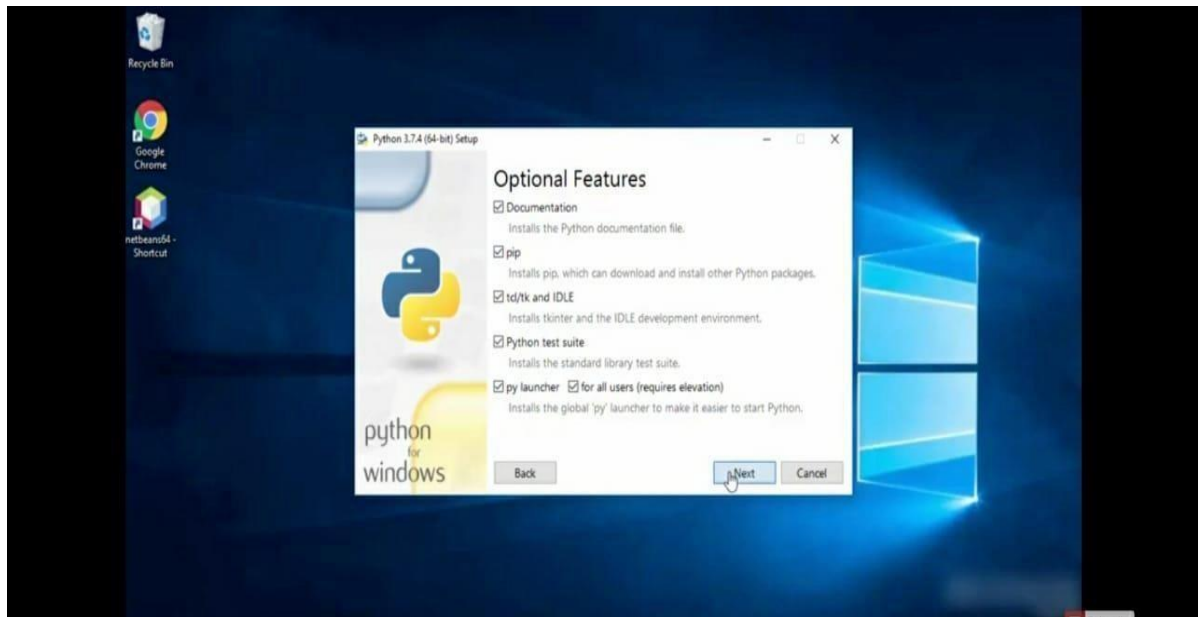 Recycle Bin
Google
Chrome
netbeans64 -
Shortcut
Python 3.7.4 (64-bit) Setup
Optional Features
Documentation
Installs the Python documentation file.
pip
Installs pip, which can download and install other Python packages.
tcl/tk and IDLE
Installs tkinter and the IDLE development environment.
Python test suite
Installs the standard library test suite.
py launcher for all users (requires elevation)
Installs the global 'py' launcher to make it easier to start Python.
python
for
windows
Back Next Cancel